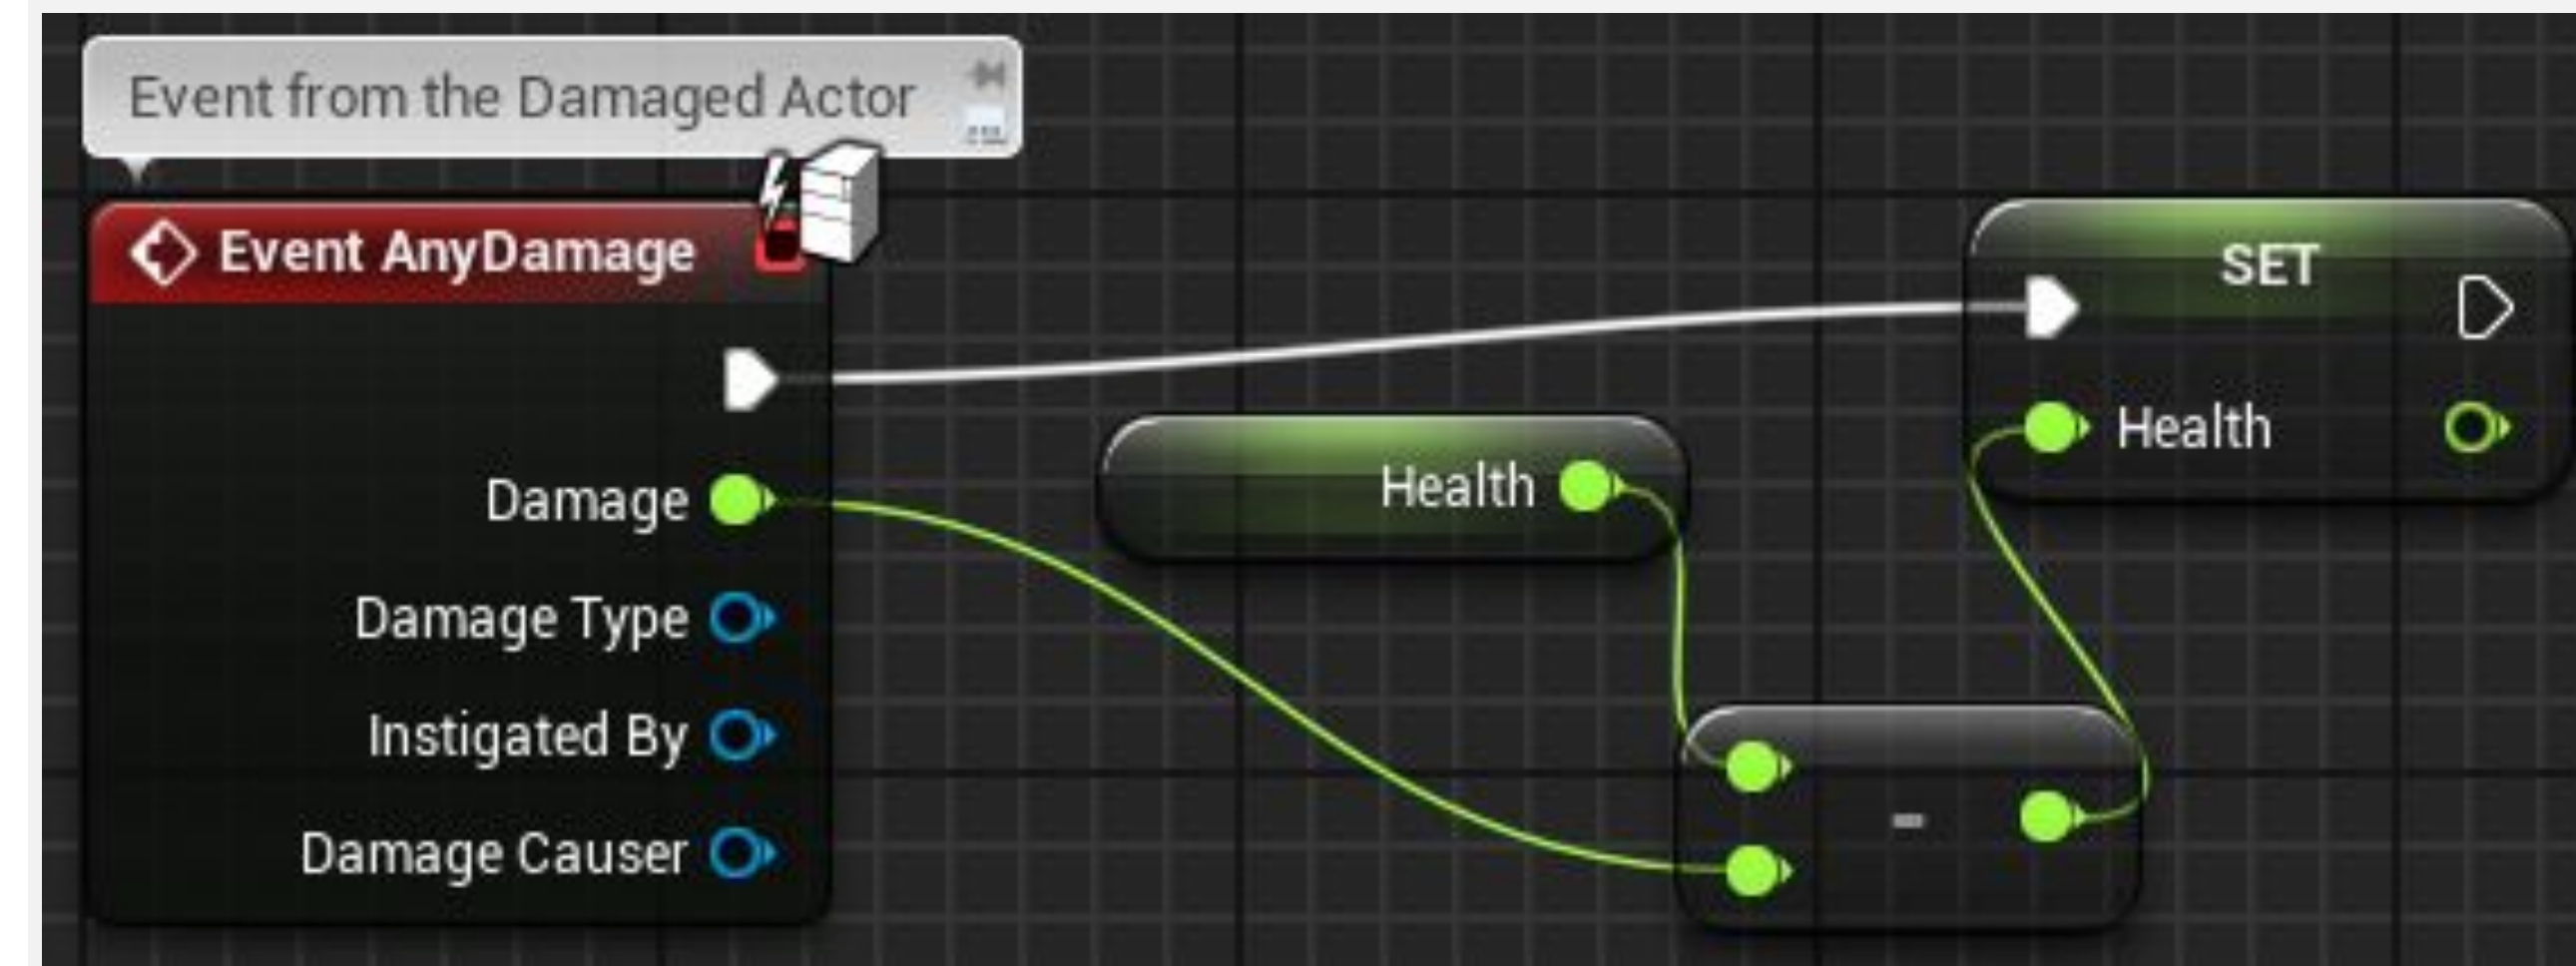 Event from the Damaged Actor
Event AnyDamage
SET
Health
Damage
Health
Damage Type
Instigated By
-
Damage Causer